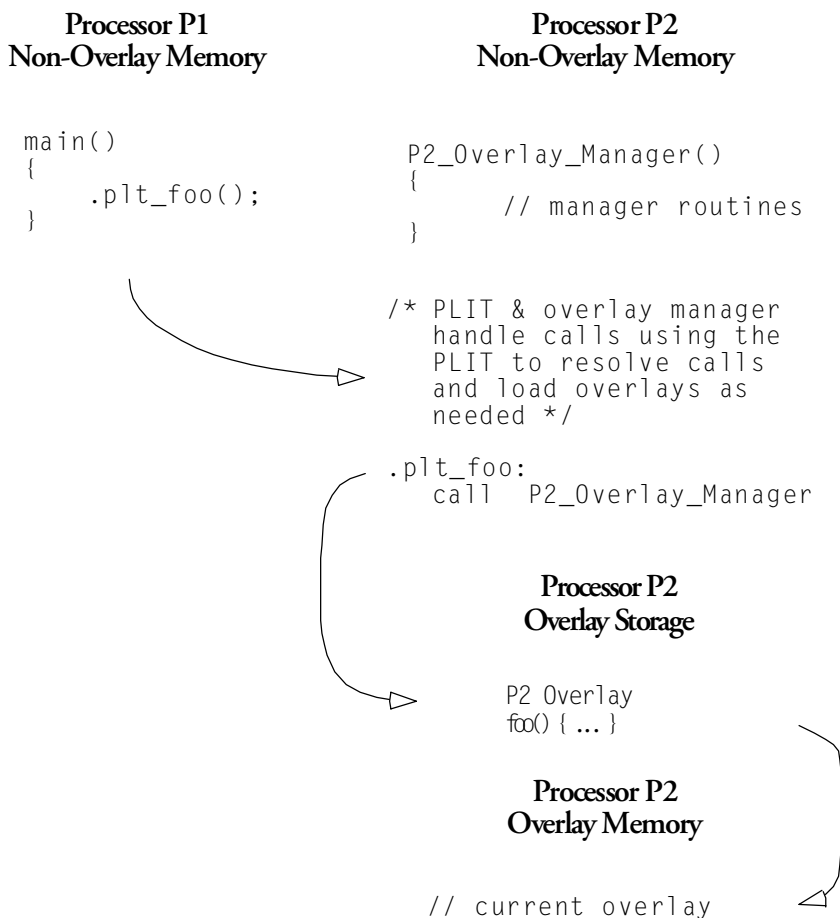 Processor P1
Non-Overlay Memory
main()
{
.plt_foo();
}
Processor P2
Non-Overlay Memory
P2_Overlay_Manager()
{
// manager routines
}
/* PLIT & overlay manager
handle calls using the
PLIT to resolve calls
and load overlays as
needed */
.plt_foo:
call P2_Overlay_Manager
Processor P2
Overlay Storage
P2 Overlay
foo() { ... }
Processor P2
Overlay Memory
// current overlay